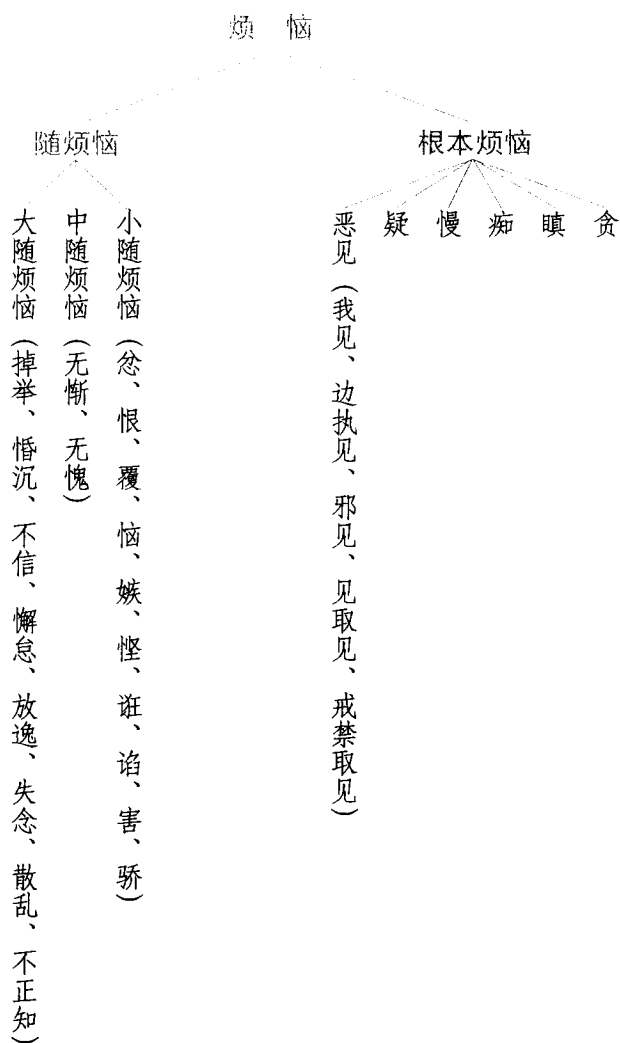 烦 恼
根本烦恼
贪
瞋
痴
慢
疑
恶见（我见、边执见、邪见、见取见、戒禁取见）
随烦恼
小随烦恼（忿、恨、覆、恼、嫉、悭、诳、谄、害、骄）
中随烦恼（无惭、无愧）
大随烦恼（掉举、惛沉、不信、懈怠、放逸、失念、散乱、不正知）